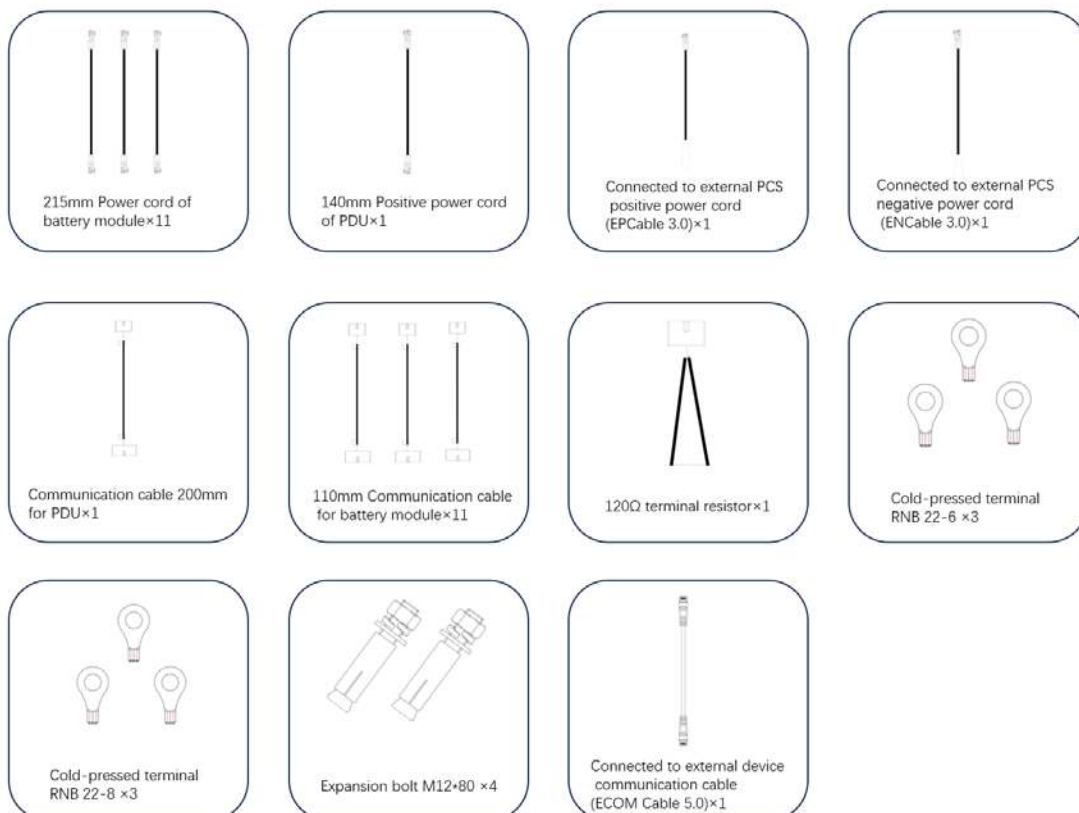 215mm Power cord of
battery module×11
140mm Positive power cord
of PDU×1
Connected to external PCS
positive power cord
(EPCable 3.0)×1
Connected to external PCS
negative power cord
(ENCable 3.0)×1
Communication cable 200mm
for PDU×1
110mm Communication cable
for battery module×11
120Ω terminal resistor×1
Cold-pressed terminal
RNB 22-6 ×3
Cold-pressed terminal
RNB 22-8 ×3
Expansion bolt M12*80 ×4
Connected to external device
communication cable
(ECOM Cable 5.0)×1